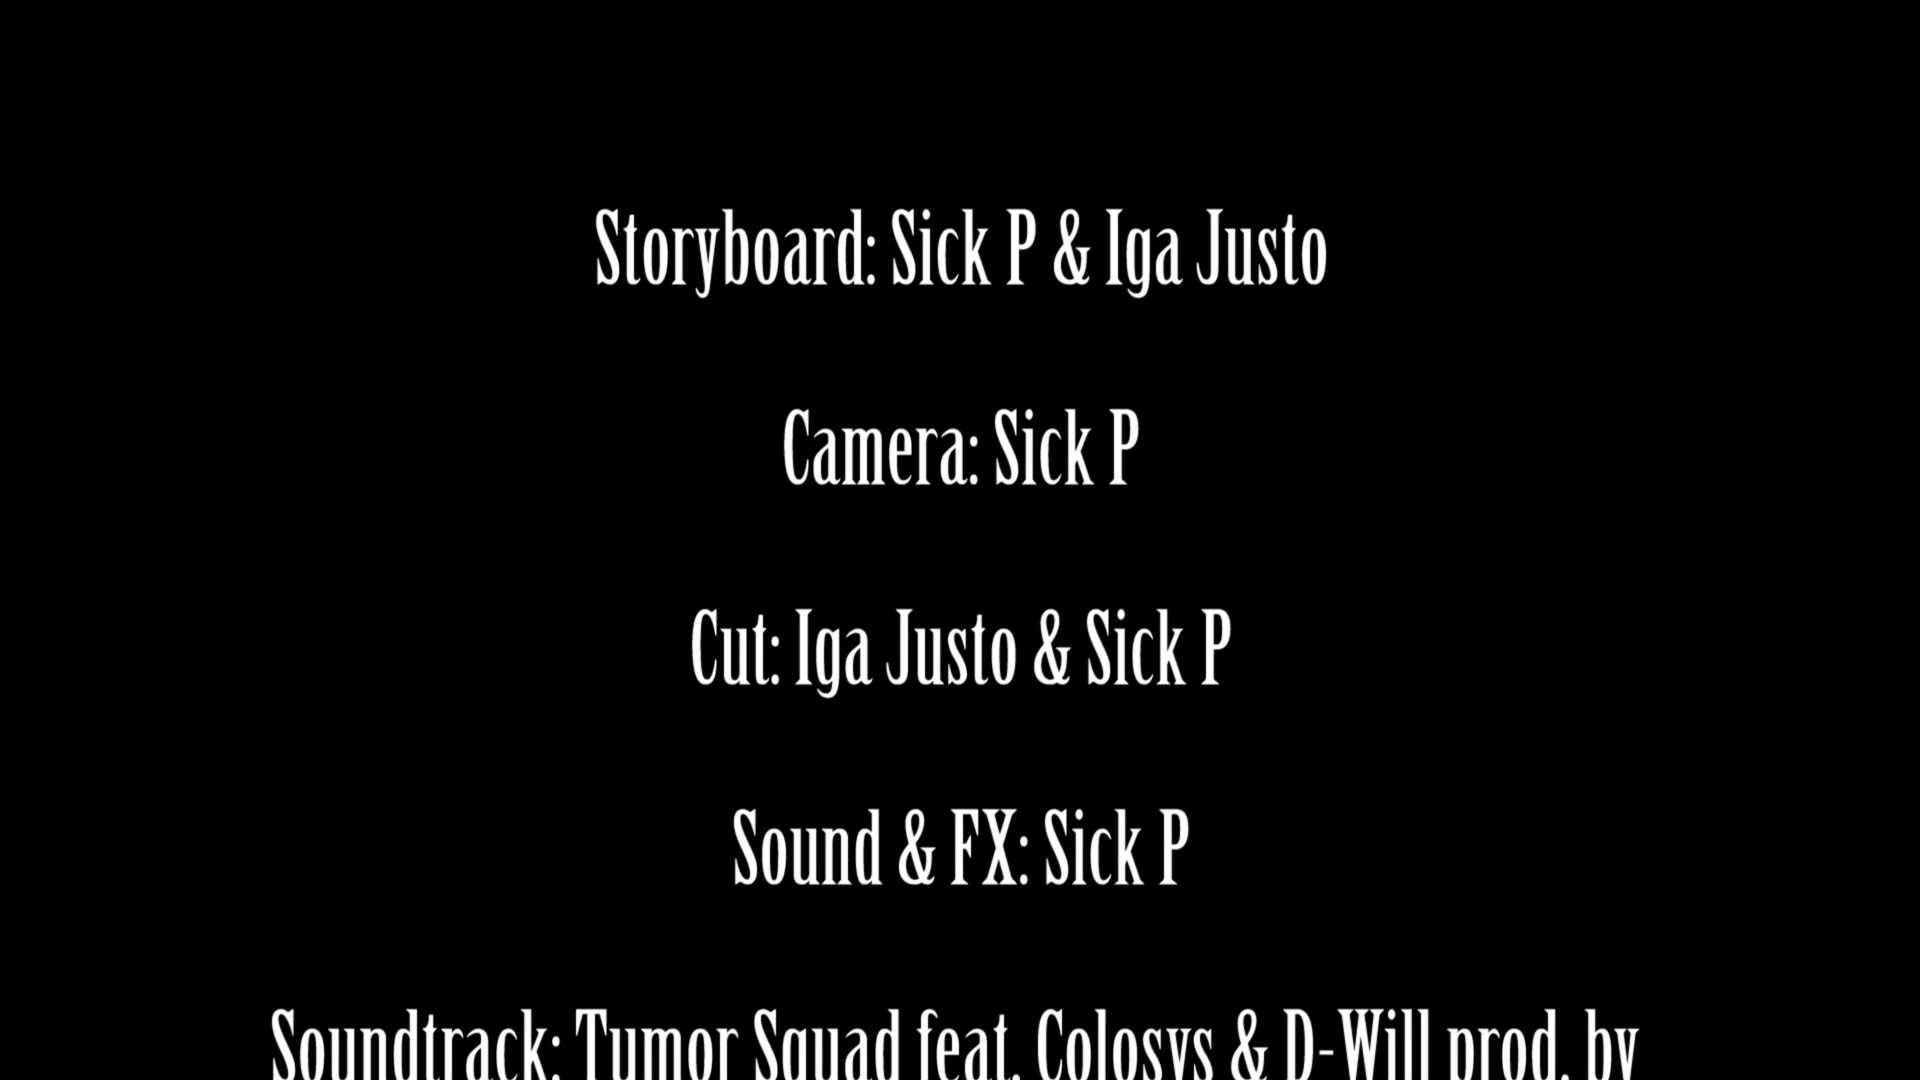 Storyboard: Sick P & Iga Justo
Camera: Sick P
Cut: Iga Justo & Sick P
Sound & FX: Sick P
Soundtrack: Tumor Squad feat. Colosys & D-Will prod. by